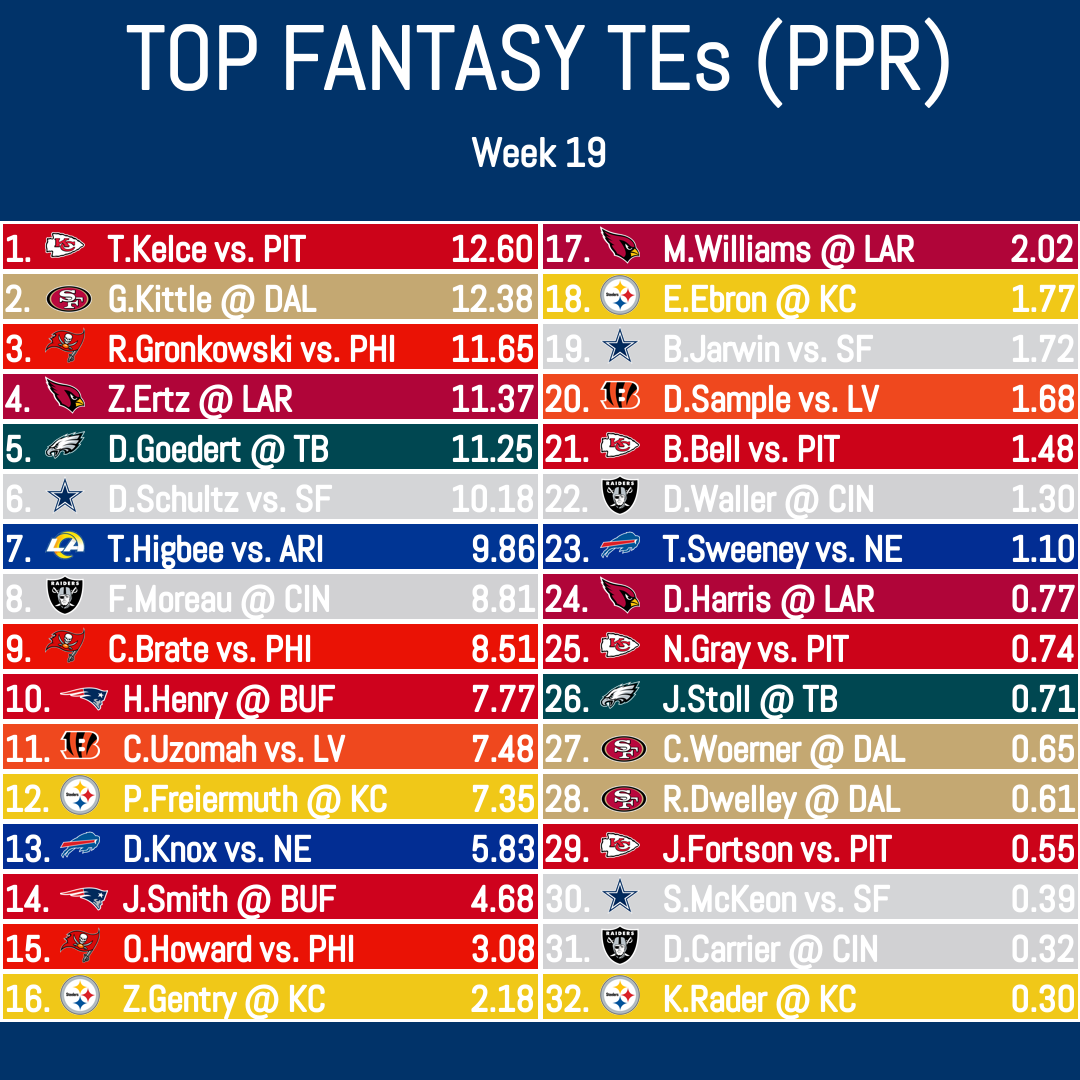 TOP FANTASY TEs (PPR)
Week 19
1. T.Kelce vs. PIT 12.60
2. G.Kittle @ DAL 12.38
3. R.Gronkowski vs. PHI 11.65
4. Z.Ertz @ LAR 11.37
5. D.Goedert @ TB 11.25
6. D.Schultz vs. SF 10.18
7. T.Higbee vs. ARI 9.86
8. F.Moreau @ CIN 8.81
9. C.Brate vs. PHI 8.51
10. H.Henry @ BUF 7.77
11. C.Uzomah vs. LV 7.48
12. P.Freiermuth @ KC 7.35
13. D.Knox vs. NE 5.83
14. J.Smith @ BUF 4.68
15. O.Howard vs. PHI 3.08
16. Z.Gentry @ KC 2.18
17. M.Williams @ LAR 2.02
18. E.Ebron @ KC 1.77
19. B.Jarwin vs. SF 1.72
20. D.Sample vs. LV 1.68
21. B.Bell vs. PIT 1.48
22. D.Waller @ CIN 1.30
23. T.Sweeney vs. NE 1.10
24. D.Harris @ LAR 0.77
25. N.Gray vs. PIT 0.74
26. J.Stoll @ TB 0.71
27. C.Woerner @ DAL 0.65
28. R.Dwelley @ DAL 0.61
29. J.Fortson vs. PIT 0.55
30. S.McKeon vs. SF 0.39
31. D.Carrier @ CIN 0.32
32. K.Rader @ KC 0.30